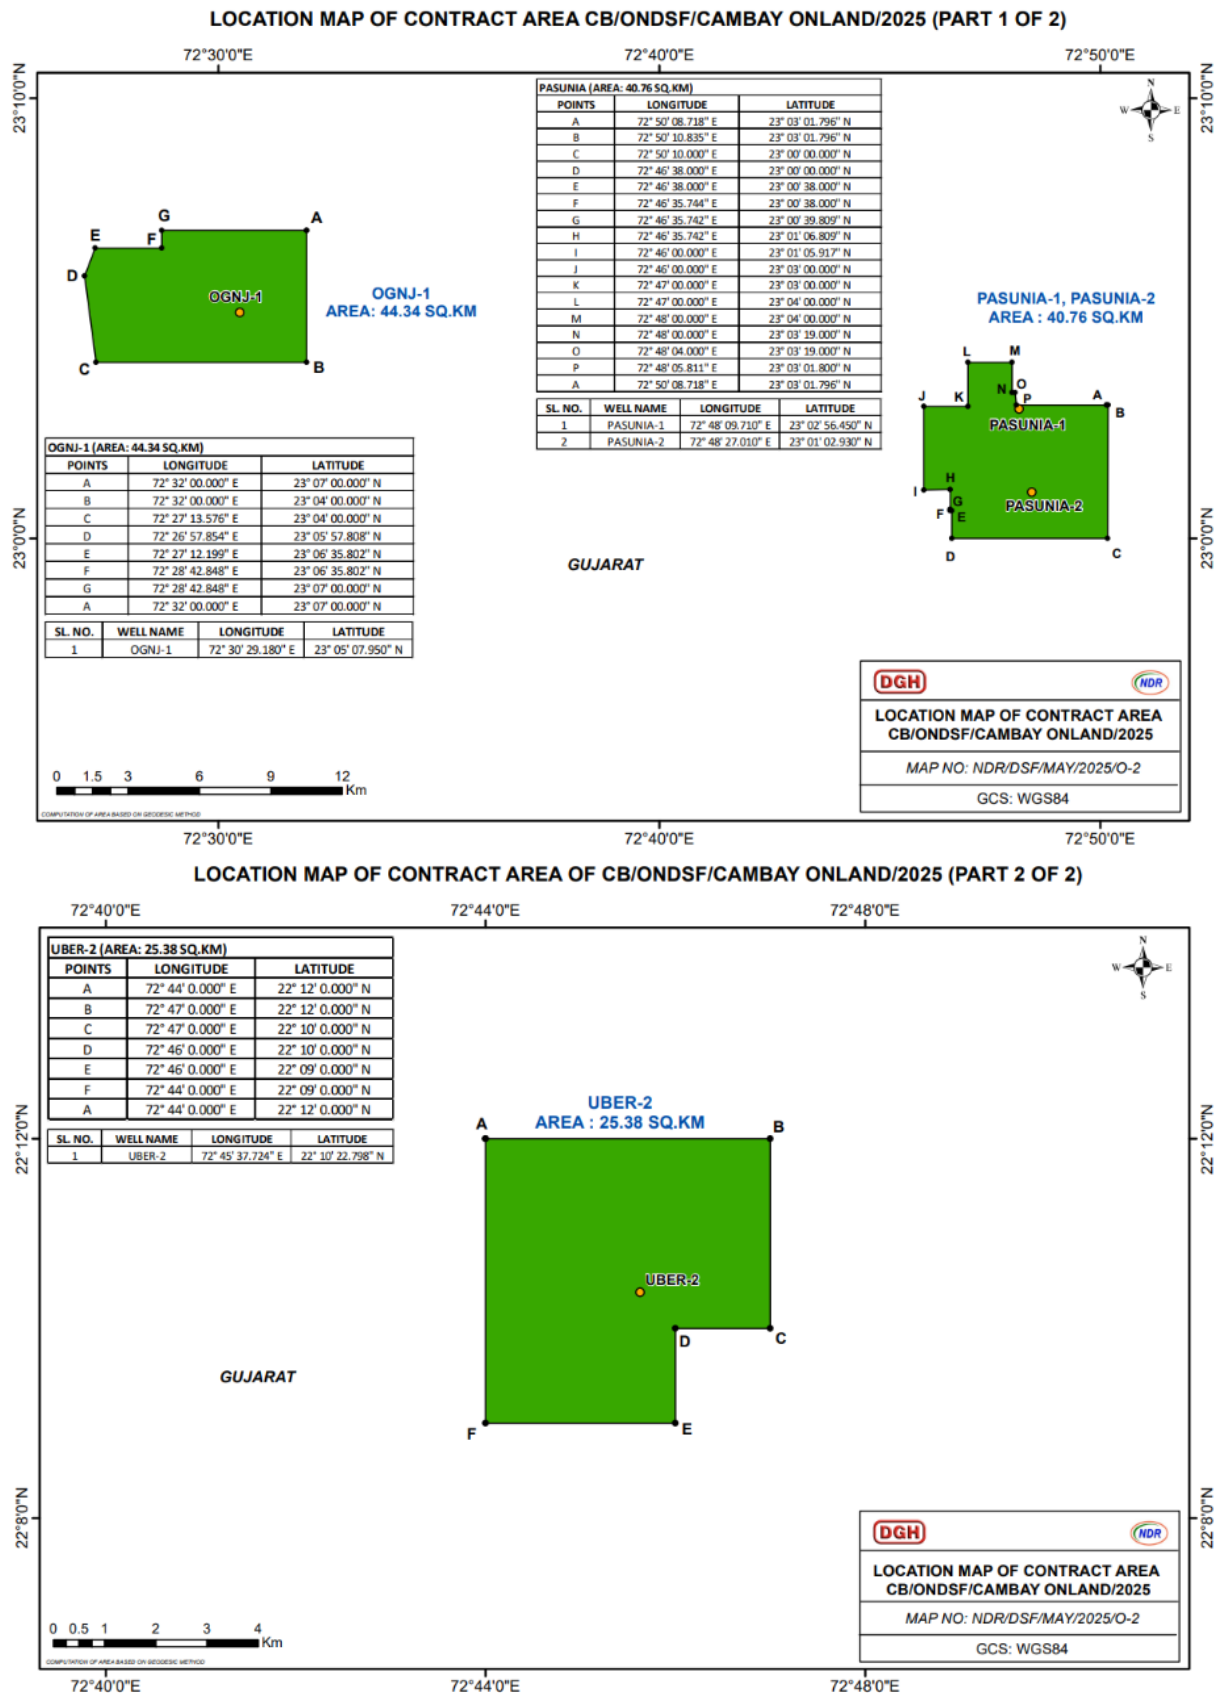 LOCATION MAP OF CONTRACT AREA CB/ONDSF/CAMBAY ONLAND/2025 (PART 1 OF 2)
72°30'0"E 72°40'0"E 72°50'0"E
23°10'0"N 23°10'0"N
N
W E
S
PASUNIA (AREA: 40.76 SQ.KM)
POINTS LONGITUDE LATITUDE
A 72° 50' 08.718" E 23° 03' 01.796" N
B 72° 50' 10.835" E 23° 03' 01.796" N
C 72° 50' 10.000" E 23° 00' 00.000" N
D 72° 46' 38.000" E 23° 00' 00.000" N
E 72° 46' 38.000" E 23° 00' 38.000" N
F 72° 46' 35.744" E 23° 00' 38.000" N
G 72° 46' 35.742" E 23° 00' 39.809" N
H 72° 46' 35.742" E 23° 01' 06.809" N
I 72° 46' 00.000" E 23° 01' 05.917" N
J 72° 46' 00.000" E 23° 03' 00.000" N
K 72° 47' 00.000" E 23° 03' 00.000" N
L 72° 47' 00.000" E 23° 04' 00.000" N
M 72° 48' 00.000" E 23° 04' 00.000" N
N 72° 48' 00.000" E 23° 03' 19.000" N
O 72° 48' 04.000" E 23° 03' 19.000" N
P 72° 48' 05.811" E 23° 03' 01.800" N
A 72° 50' 08.718" E 23° 03' 01.796" N
SL. NO. WELL NAME LONGITUDE LATITUDE
1 PASUNIA-1 72° 48' 09.710" E 23° 02' 56.450" N
2 PASUNIA-2 72° 48' 27.010" E 23° 01' 02.930" N
G A
E F
D
OGNJ-1
C B
OGNJ-1
AREA: 44.34 SQ.KM
PASUNIA-1, PASUNIA-2
AREA : 40.76 SQ.KM
L M
N O
J K P A B
PASUNIA-1
I H
G
F E
PASUNIA-2
D C
OGNJ-1 (AREA: 44.34 SQ.KM)
POINTS LONGITUDE LATITUDE
A 72° 32' 00.000" E 23° 07' 00.000" N
B 72° 32' 00.000" E 23° 04' 00.000" N
C 72° 27' 13.576" E 23° 04' 00.000" N
D 72° 26' 57.854" E 23° 05' 57.808" N
E 72° 27' 12.199" E 23° 06' 35.802" N
F 72° 28' 42.848" E 23° 06' 35.802" N
G 72° 28' 42.848" E 23° 07' 00.000" N
A 72° 32' 00.000" E 23° 07' 00.000" N
SL. NO. WELL NAME LONGITUDE LATITUDE
1 OGNJ-1 72° 30' 29.180" E 23° 05' 07.950" N
23°0'0"N 23°0'0"N
GUJARAT
DGH NDR
LOCATION MAP OF CONTRACT AREA
CB/ONDSF/CAMBAY ONLAND/2025
MAP NO: NDR/DSF/MAY/2025/O-2
GCS: WGS84
0 1.5 3 6 9 12
Km
COMPUTATION OF AREA BASED ON GEODESIC METHOD
72°30'0"E 72°40'0"E 72°50'0"E
LOCATION MAP OF CONTRACT AREA OF CB/ONDSF/CAMBAY ONLAND/2025 (PART 2 OF 2)
72°40'0"E 72°44'0"E 72°48'0"E
N
W E
S
UBER-2 (AREA: 25.38 SQ.KM)
POINTS LONGITUDE LATITUDE
A 72° 44' 0.000" E 22° 12' 0.000" N
B 72° 47' 0.000" E 22° 12' 0.000" N
C 72° 47' 0.000" E 22° 10' 0.000" N
D 72° 46' 0.000" E 22° 10' 0.000" N
E 72° 46' 0.000" E 22° 09' 0.000" N
F 72° 44' 0.000" E 22° 09' 0.000" N
A 72° 44' 0.000" E 22° 12' 0.000" N
SL. NO. WELL NAME LONGITUDE LATITUDE
1 UBER-2 72° 45' 37.724" E 22° 10' 22.798" N
22°12'0"N 22°12'0"N
UBER-2
AREA : 25.38 SQ.KM
A B
UBER-2
D C
F E
GUJARAT
22°8'0"N 22°8'0"N
DGH NDR
LOCATION MAP OF CONTRACT AREA
CB/ONDSF/CAMBAY ONLAND/2025
MAP NO: NDR/DSF/MAY/2025/O-2
GCS: WGS84
0 0.5 1 2 3 4
Km
COMPUTATION OF AREA BASED ON GEODESIC METHOD
72°40'0"E 72°44'0"E 72°48'0"E